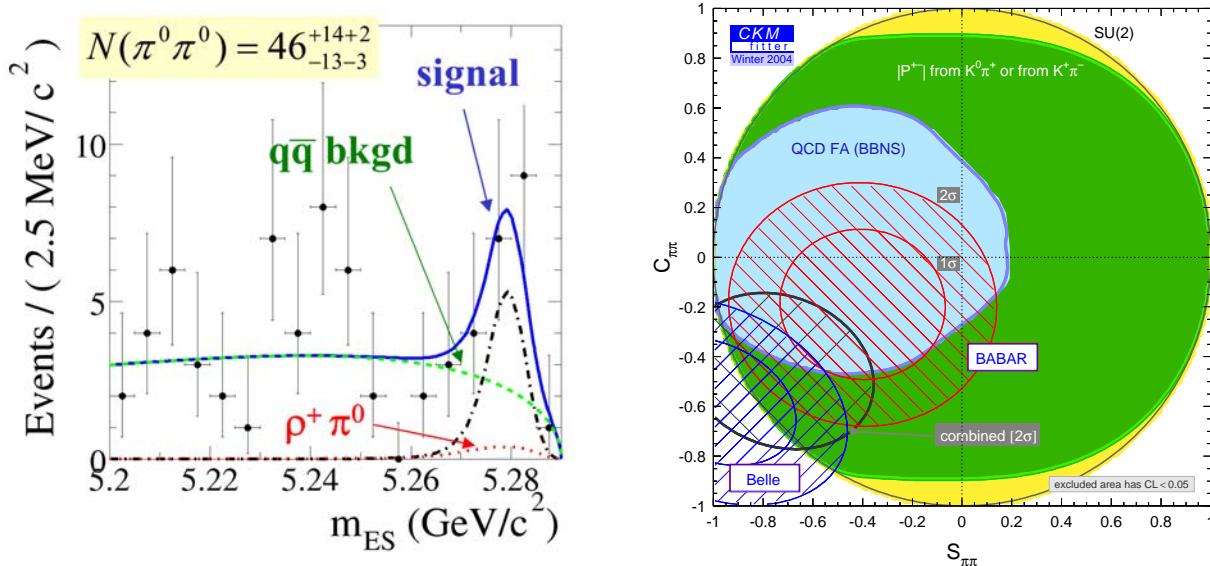 N(π⁰π⁰) = 46 +14+2 -13-3
signal
qq̅ bkgd
ρ⁺ π⁰
Events / ( 2.5 MeV/ c²)
10
5
0
5.2
5.22
5.24
5.26
5.28
m_ES (GeV/c²)
CKM
fitter
Winter 2004
SU(2)
|P⁺⁻| from K⁰π⁺ or from K⁺π⁻
QCD FA (BBNS)
2σ
1σ
BABAR
combined [2σ]
Belle
excluded area has CL < 0.05
C_ππ
1
0.8
0.6
0.4
0.2
0
-0.2
-0.4
-0.6
-0.8
-1
-1
-0.8
-0.6
-0.4
-0.2
0
0.2
0.4
0.6
0.8
1
S_ππ